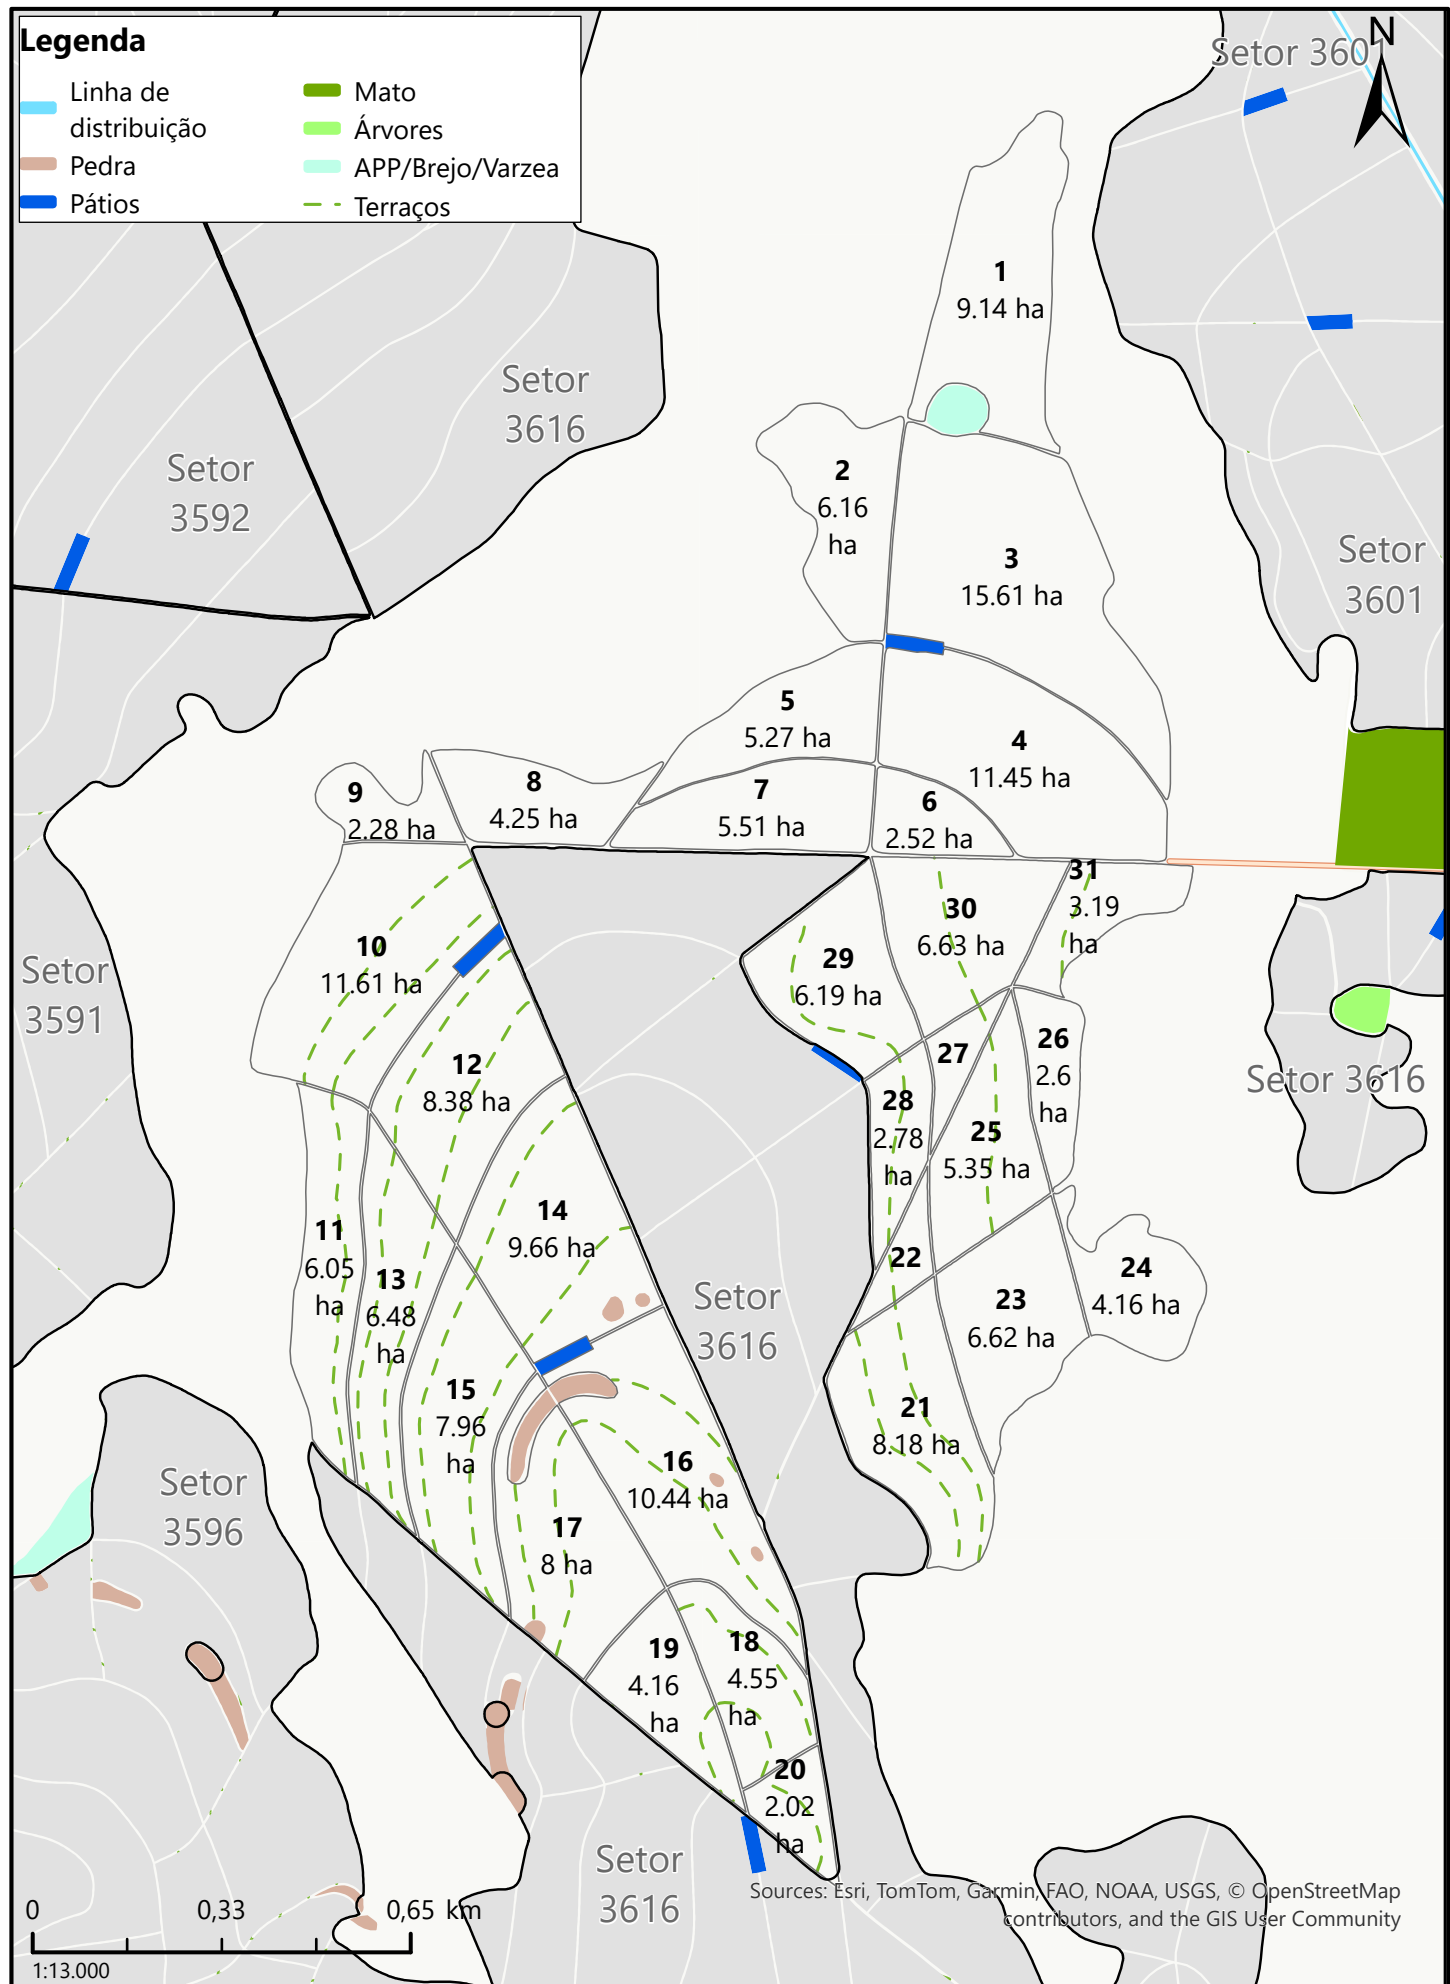 Legenda
Linha de
distribuição
Pedra
Pátios
Mato
Árvores
APP/Brejo/Varzea
Terraços
N
Setor 3601
1
9.14 ha
Setor
3616
Setor
3592
2
6.16
ha
3
15.61 ha
Setor
3601
5
5.27 ha
4
11.45 ha
9
2.28 ha
8
4.25 ha
7
5.51 ha
6
2.52 ha
31
3.19
ha
30
6.63 ha
10
11.61 ha
29
6.19 ha
Setor
3591
12
8.38 ha
27
26
2.6
ha
Setor 3616
28
2.78
ha
25
5.35 ha
14
9.66 ha
11
6.05
ha
13
6.48
ha
22
24
4.16 ha
23
6.62 ha
Setor
3616
15
7.96
ha
21
8.18 ha
16
10.44 ha
Setor
3596
17
8 ha
19
4.16
ha
18
4.55
ha
20
2.02
ha
Setor
3616
Sources: Esri, TomTom, Garmin, FAO, NOAA, USGS, © OpenStreetMap
contributors, and the GIS User Community
0 0,33 0,65 km
1:13.000